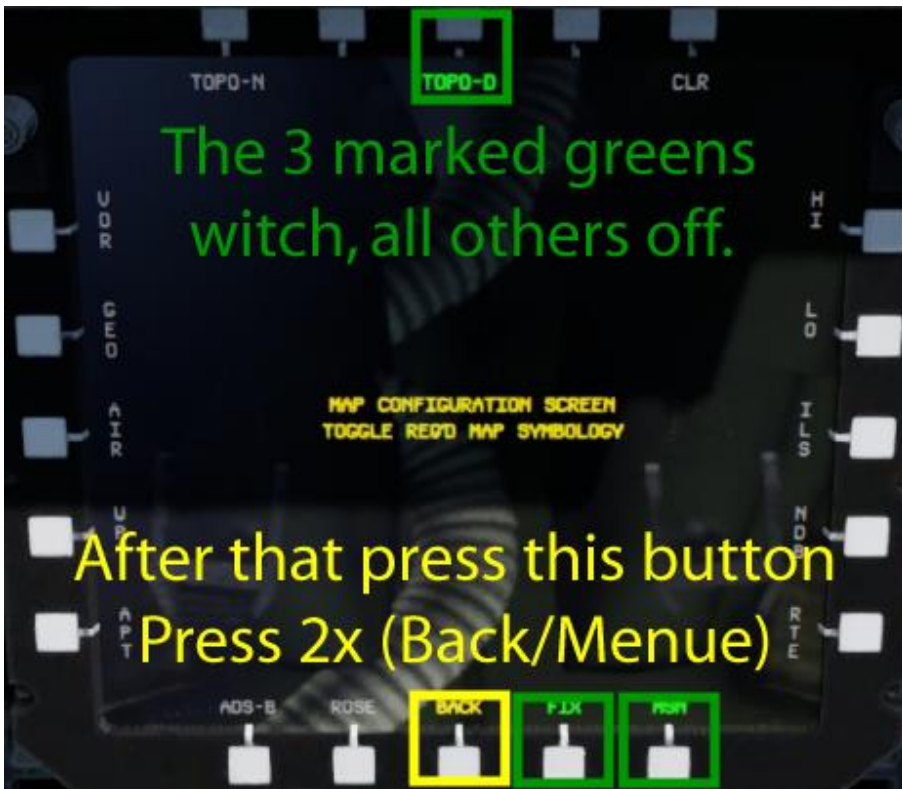 TOPO-N TOPO-D CLR
The 3 marked greens
witch, all others off.
VOR
HI
GEO
LO
AIR
ILS
MAP CONFIGURATION SCREEN
TOGGLE REQ'D MAP SYMBOLOGY
NDB
After that press this button
Press 2x (Back/Menue)
APT
RTE
ADS-B ROSE BACK FIX MSN